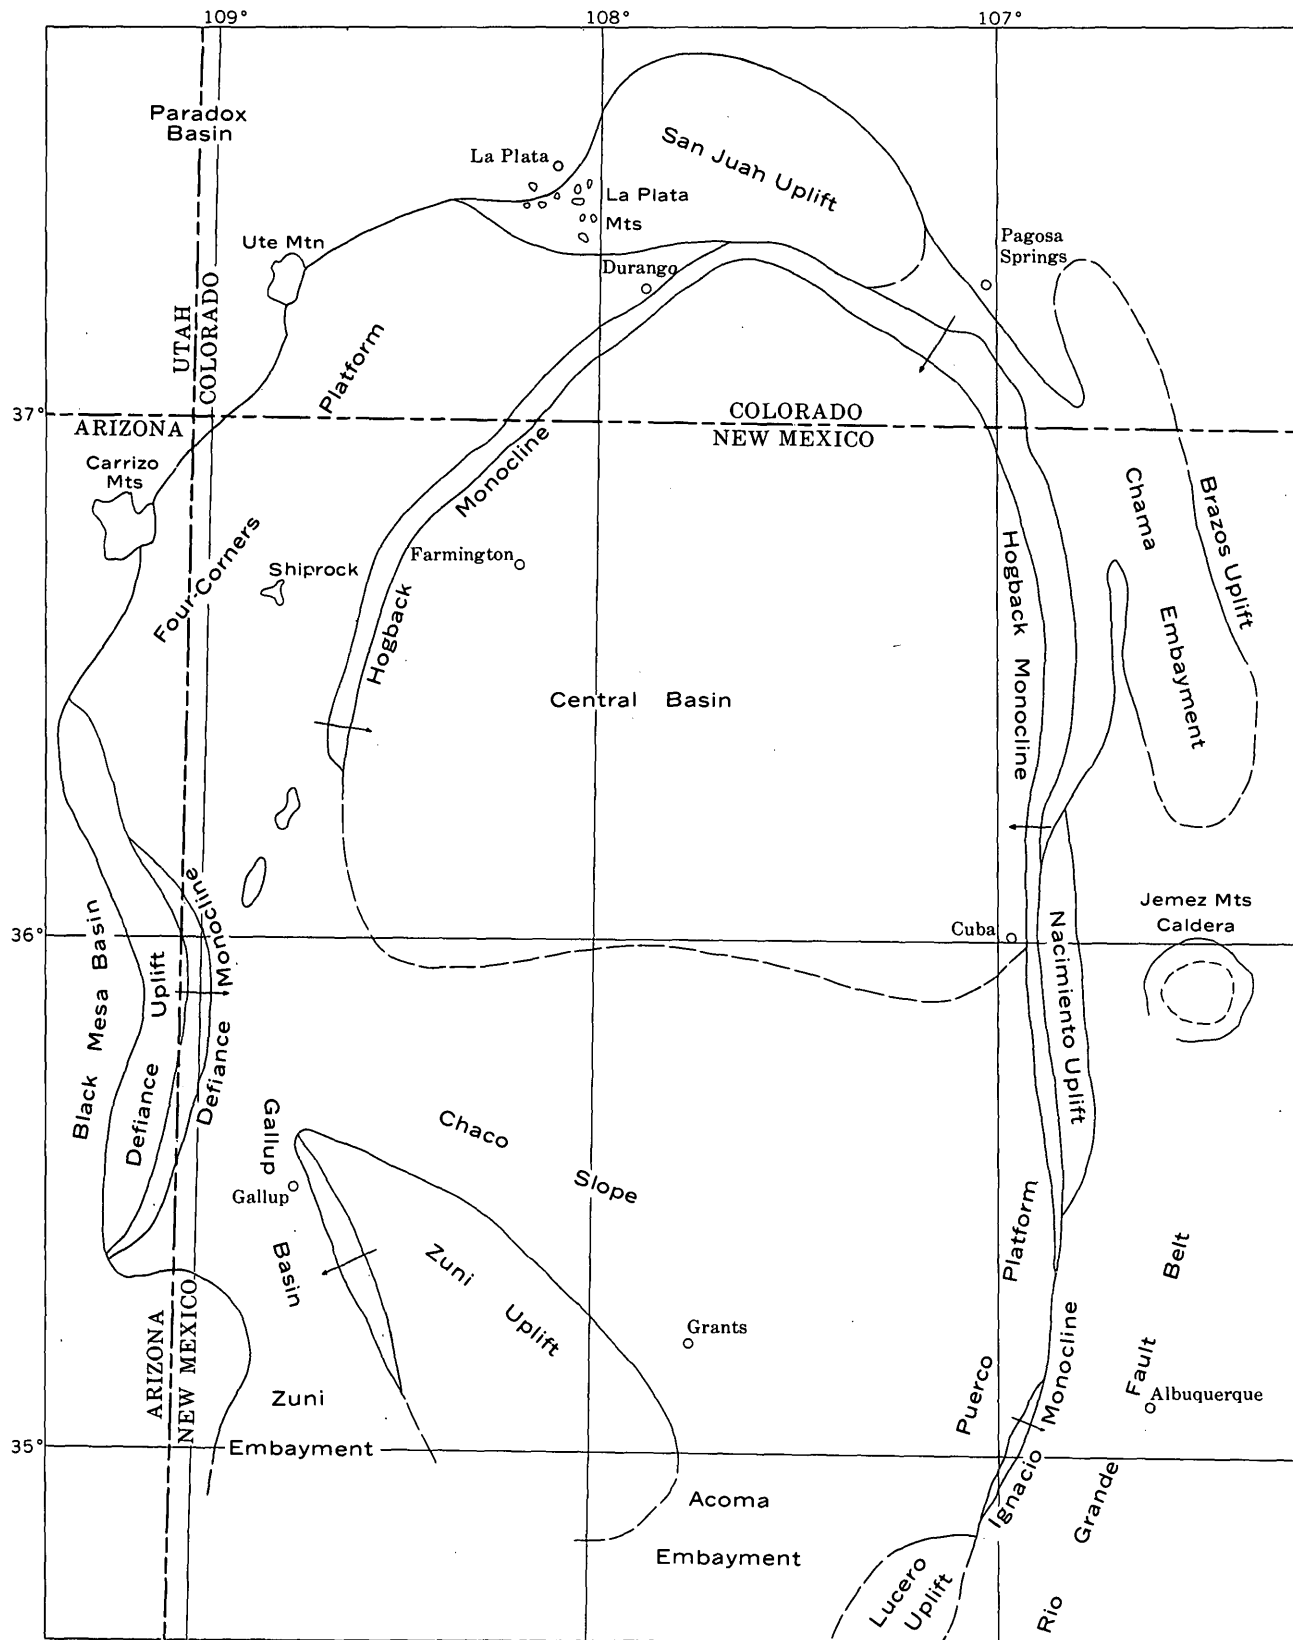 109°
108°
107°
Paradox
Basin
San Juan Uplift
La Plata
La Plata
Mts
Ute Mtn
Durango
Pagosa
Springs
UTAH
COLORADO
Platform
37°
ARIZONA
COLORADO
NEW MEXICO
Carrizo
Mts
Monocline
Chama
Brazos Uplift
Farmington
Shiprock
Four-Corners
Hogback
Hogback Monocline
Embayment
Central Basin
Black Mesa Basin
Uplift
Monocline
Jemez Mts
Caldera
36°
Cuba
Nacimiento Uplift
Defiance
Defiance
Gallup
Chaco
Slope
Gallup
Basin
Zuni
Uplift
Platform
Belt
Grants
ARIZONA
NEW MEXICO
Zuni
Puerco
Monocline
Fault
Albuquerque
35°
Embayment
Ignacio
Grande
Acoma
Embayment
Lucero
Uplift
Rio